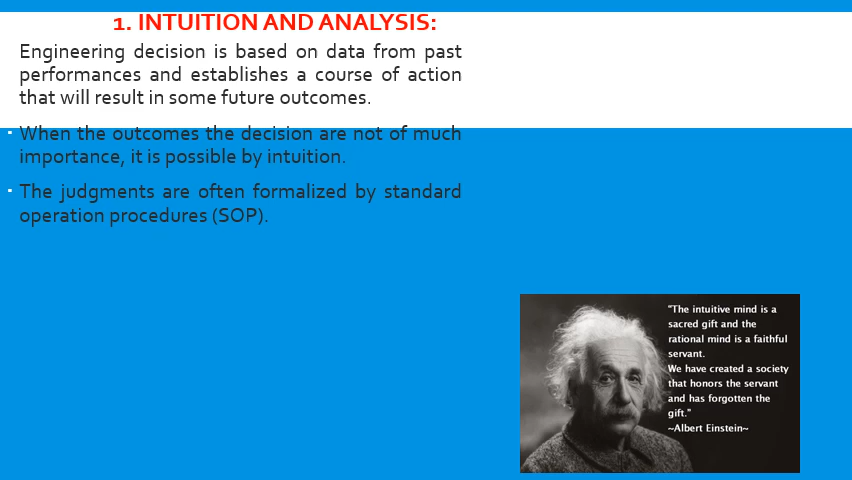 1. INTUITION AND ANALYSIS:
Engineering decision is based on data from past
performances and establishes a course of action
that will result in some future outcomes.
When the outcomes the decision are not of much
importance, it is possible by intuition.
The judgments are often formalized by standard
operation procedures (SOP).
"The intuitive mind is a
sacred gift and the
rational mind is a faithful
servant.
We have created a society
that honors the servant
and has forgotten the
gift."
~Albert Einstein~